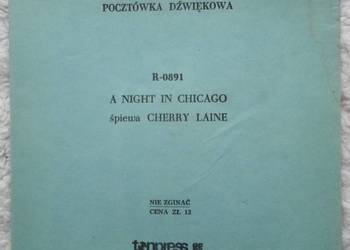 POCZTÓWKA DŹWIĘKOWA
R-0891
A NIGHT IN CHICAGO
śpiewa CHERRY LAINE
NIE ZGINAĆ
CENA ZŁ 12
tonpress